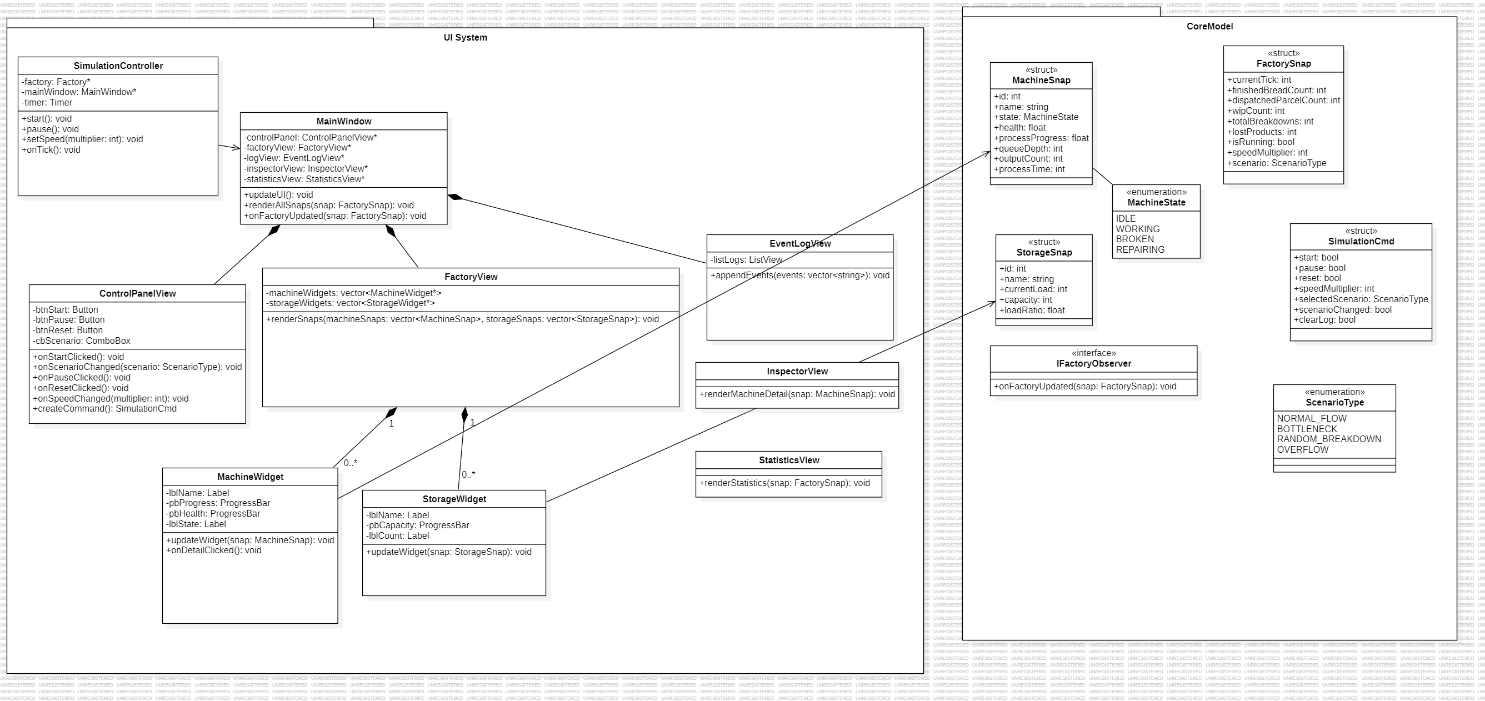 UI System
SimulationController
-factory: Factory*
-mainWindow: MainWindow*
-timer: Timer
+start(): void
+pause(): void
+setSpeed(multiplier: int): void
+onTick(): void
MainWindow
-controlPanel: ControlPanelView*
-factoryView: FactoryView*
-logView: EventLogView*
-inspectorView: InspectorView*
-statisticsView: StatisticsView*
+updateUI(): void
+renderAllSnaps(snap: FactorySnap): void
+onFactoryUpdated(snap: FactorySnap): void
ControlPanelView
-btnStart: Button
-btnPause: Button
-btnReset: Button
-cbScenario: ComboBox
+onStartClicked(): void
+onScenarioChanged(scenario: ScenarioType): void
+onPauseClicked(): void
+onResetClicked(): void
+onSpeedChanged(multiplier: int): void
+createCommand(): SimulationCmd
FactoryView
-machineWidgets: vector<MachineWidget*>
-storageWidgets: vector<StorageWidget*>
+renderSnaps(machineSnaps: vector<MachineSnap>, storageSnaps: vector<StorageSnap>): void
EventLogView
-listLogs: ListView
+appendEvents(events: vector<string>): void
InspectorView
+renderMachineDetail(snap: MachineSnap): void
StatisticsView
+renderStatistics(snap: FactorySnap): void
1
0..*
1
0..*
MachineWidget
-lblName: Label
-pbProgress: ProgressBar
-pbHealth: ProgressBar
-lblState: Label
+updateWidget(snap: MachineSnap): void
+onDetailClicked(): void
StorageWidget
-lblName: Label
-pbCapacity: ProgressBar
-lblCount: Label
+updateWidget(snap: StorageSnap): void
CoreModel
«struct»
MachineSnap
+id: int
+name: string
+state: MachineState
+health: float
+processProgress: float
+queueDepth: int
+outputCount: int
+processTime: int
«enumeration»
MachineState
IDLE
WORKING
BROKEN
REPAIRING
«struct»
FactorySnap
+currentTick: int
+finishedBreadCount: int
+dispatchedParcelCount: int
+wipCount: int
+totalBreakdowns: int
+lostProducts: int
+isRunning: bool
+speedMultiplier: int
+scenario: ScenarioType
«struct»
StorageSnap
+id: int
+name: string
+currentLoad: int
+capacity: int
+loadRatio: float
«struct»
SimulationCmd
+start: bool
+pause: bool
+reset: bool
+speedMultiplier: int
+selectedScenario: ScenarioType
+scenarioChanged: bool
+clearLog: bool
«interface»
IFactoryObserver
+onFactoryUpdated(snap: FactorySnap): void
«enumeration»
ScenarioType
NORMAL_FLOW
BOTTLENECK
RANDOM_BREAKDOWN
OVERFLOW
UNREGISTERED